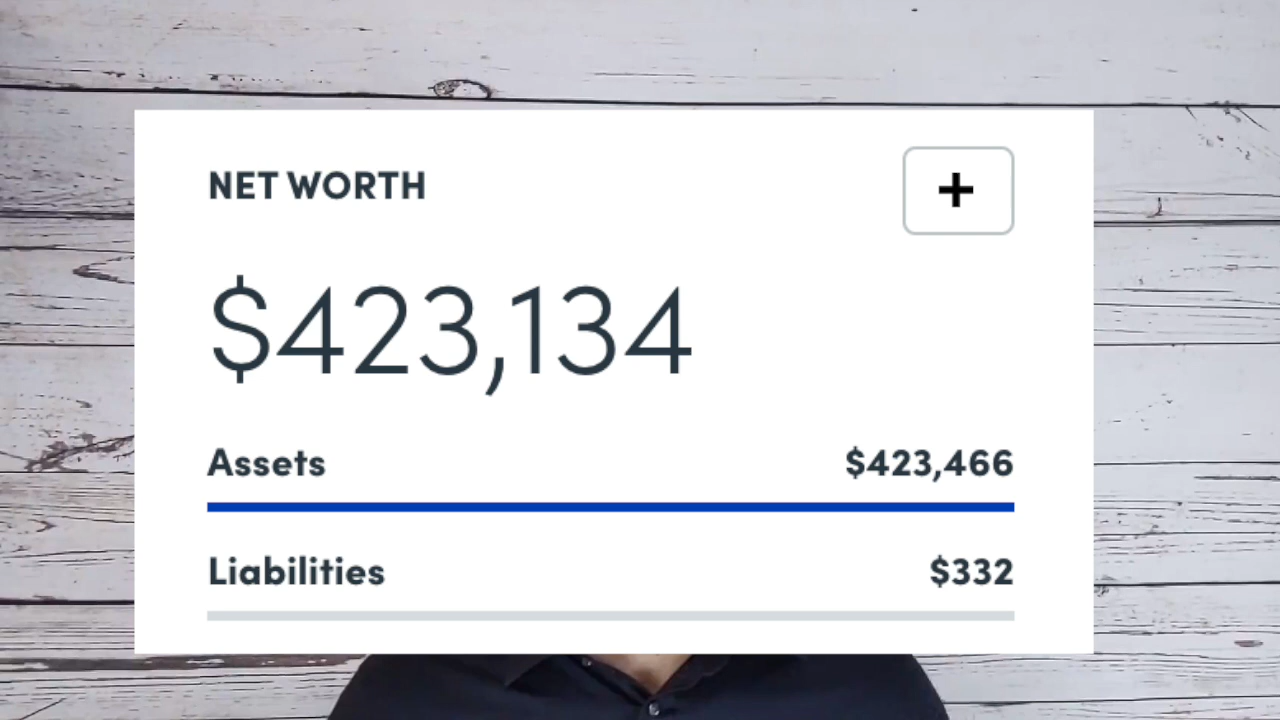 NET WORTH
+
$423,134
Assets $423,466
Liabilities $332